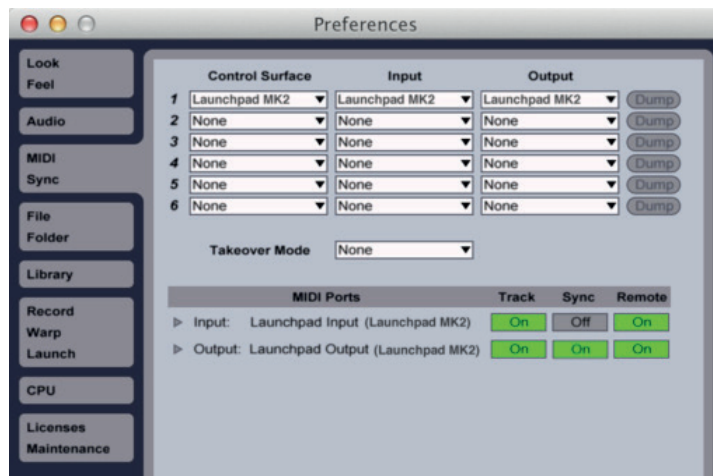 Preferences
Look
Feel
Audio
MIDI
Sync
File
Folder
Library
Record
Warp
Launch
CPU
Licenses
Maintenance
Control Surface Input Output
1 Launchpad MK2 Launchpad MK2 Launchpad MK2 Dump
2 None None None Dump
3 None None None Dump
4 None None None Dump
5 None None None Dump
6 None None None Dump
Takeover Mode None
MIDI Ports Track Sync Remote
Input: Launchpad Input (Launchpad MK2) On Off On
Output: Launchpad Output (Launchpad MK2) On On On